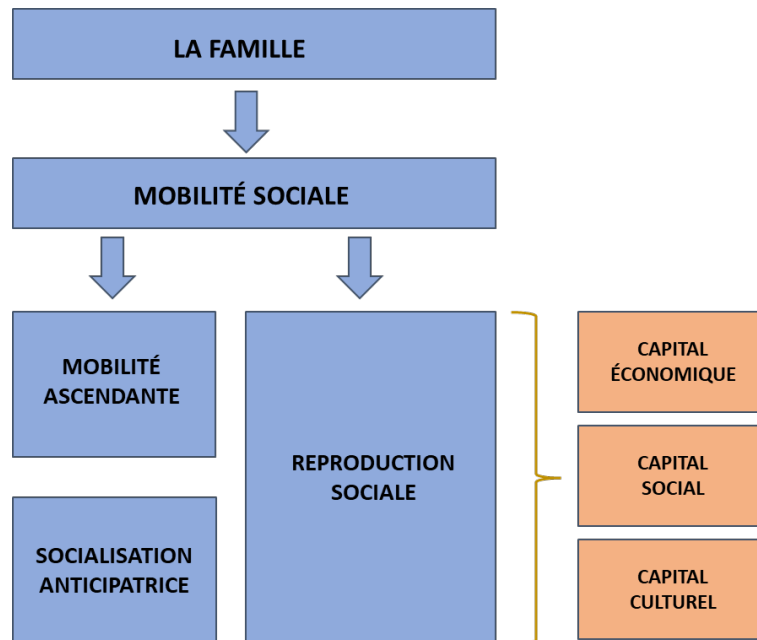 LA FAMILLE
MOBILITÉ SOCIALE
MOBILITÉ
ASCENDANTE
REPRODUCTION
SOCIALE
SOCIALISATION
ANTICIPATRICE
CAPITAL
ÉCONOMIQUE
CAPITAL
SOCIAL
CAPITAL
CULTUREL